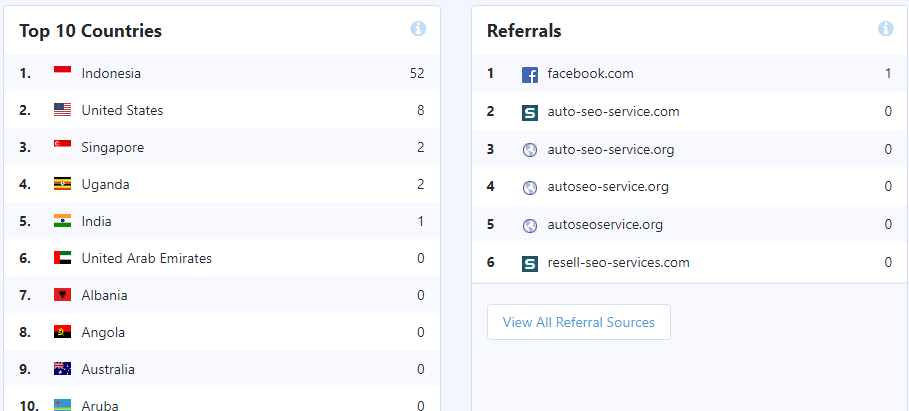 Top 10 Countries
1. Indonesia 52
2. United States 8
3. Singapore 2
4. Uganda 2
5. India 1
6. United Arab Emirates 0
7. Albania 0
8. Angola 0
9. Australia 0
10. Aruba 0
Referrals
1 facebook.com 1
2 auto-seo-service.com 0
3 auto-seo-service.org 0
4 autoseo-service.org 0
5 autoseoservice.org 0
6 resell-seo-services.com 0
View All Referral Sources